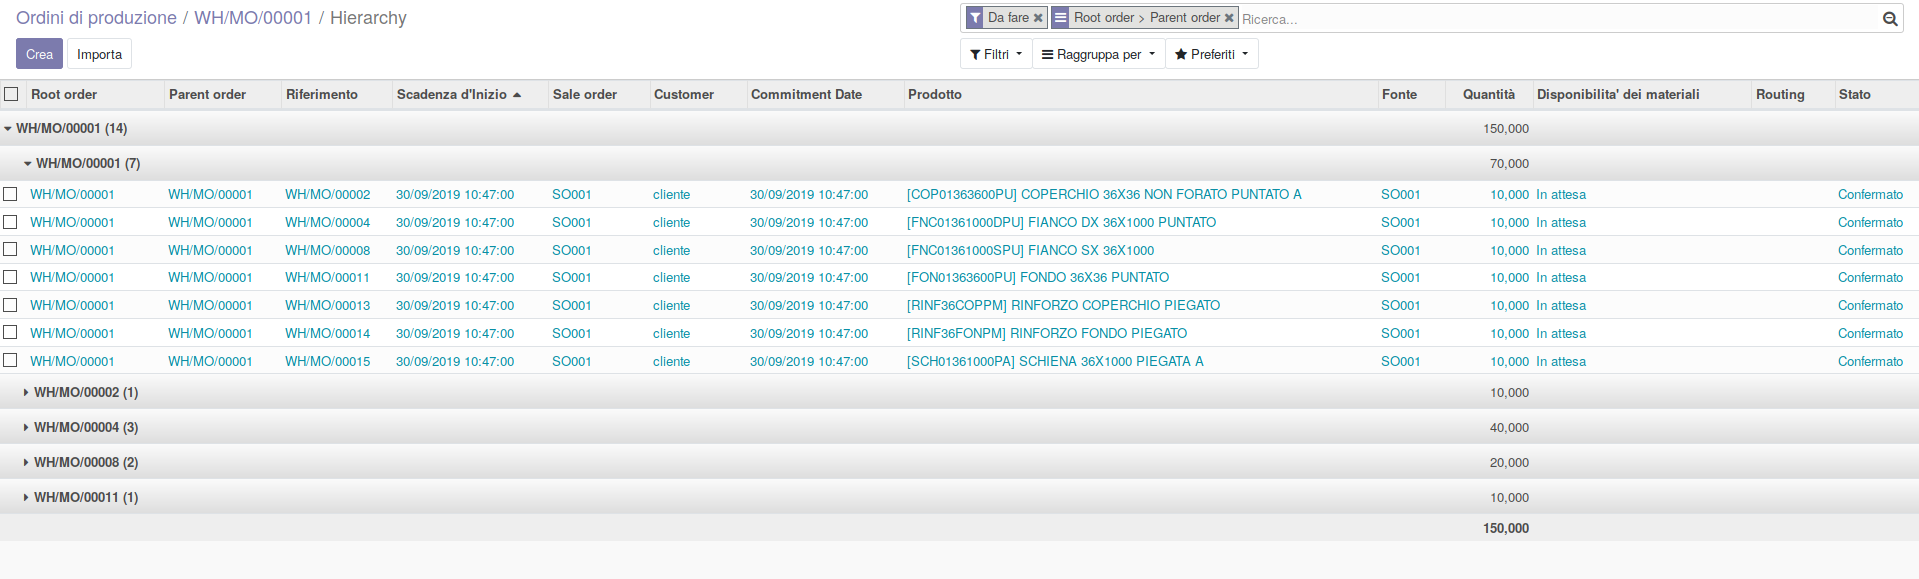 Ordini di produzione / WH/MO/00001 / Hierarchy
Da fare Root order > Parent order Ricerca...
Crea Importa Filtri Raggruppa per Preferiti
Root order Parent order Riferimento Scadenza d'Inizio Sale order Customer Commitment Date Prodotto Fonte Quantità Disponibilita' dei materiali Routing Stato
WH/MO/00001 (14) 150,000
WH/MO/00001 (7) 70,000
WH/MO/00001 WH/MO/00001 WH/MO/00002 30/09/2019 10:47:00 SO001 cliente 30/09/2019 10:47:00 [COP01363600PU] COPERCHIO 36X36 NON FORATO PUNTATO A SO001 10,000 In attesa Confermato
WH/MO/00001 WH/MO/00001 WH/MO/00004 30/09/2019 10:47:00 SO001 cliente 30/09/2019 10:47:00 [FNC01361000DPU] FIANCO DX 36X1000 PUNTATO SO001 10,000 In attesa Confermato
WH/MO/00001 WH/MO/00001 WH/MO/00008 30/09/2019 10:47:00 SO001 cliente 30/09/2019 10:47:00 [FNC01361000SPU] FIANCO SX 36X1000 SO001 10,000 In attesa Confermato
WH/MO/00001 WH/MO/00001 WH/MO/00011 30/09/2019 10:47:00 SO001 cliente 30/09/2019 10:47:00 [FON01363600PU] FONDO 36X36 PUNTATO SO001 10,000 In attesa Confermato
WH/MO/00001 WH/MO/00001 WH/MO/00013 30/09/2019 10:47:00 SO001 cliente 30/09/2019 10:47:00 [RINF36COPPM] RINFORZO COPERCHIO PIEGATO SO001 10,000 In attesa Confermato
WH/MO/00001 WH/MO/00001 WH/MO/00014 30/09/2019 10:47:00 SO001 cliente 30/09/2019 10:47:00 [RINF36FONPM] RINFORZO FONDO PIEGATO SO001 10,000 In attesa Confermato
WH/MO/00001 WH/MO/00001 WH/MO/00015 30/09/2019 10:47:00 SO001 cliente 30/09/2019 10:47:00 [SCH01361000PA] SCHIENA 36X1000 PIEGATA A SO001 10,000 In attesa Confermato
WH/MO/00002 (1) 10,000
WH/MO/00004 (3) 40,000
WH/MO/00008 (2) 20,000
WH/MO/00011 (1) 10,000
150,000